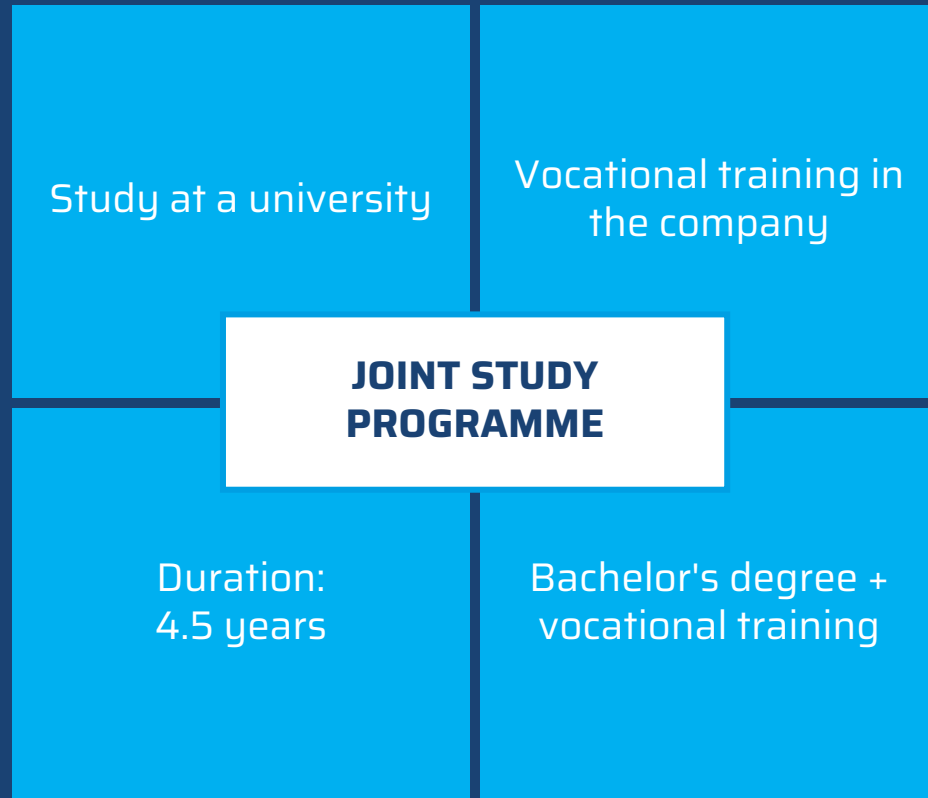 Study at a university
Vocational training in
the company
JOINT STUDY
PROGRAMME
Duration:
4.5 years
Bachelor's degree +
vocational training